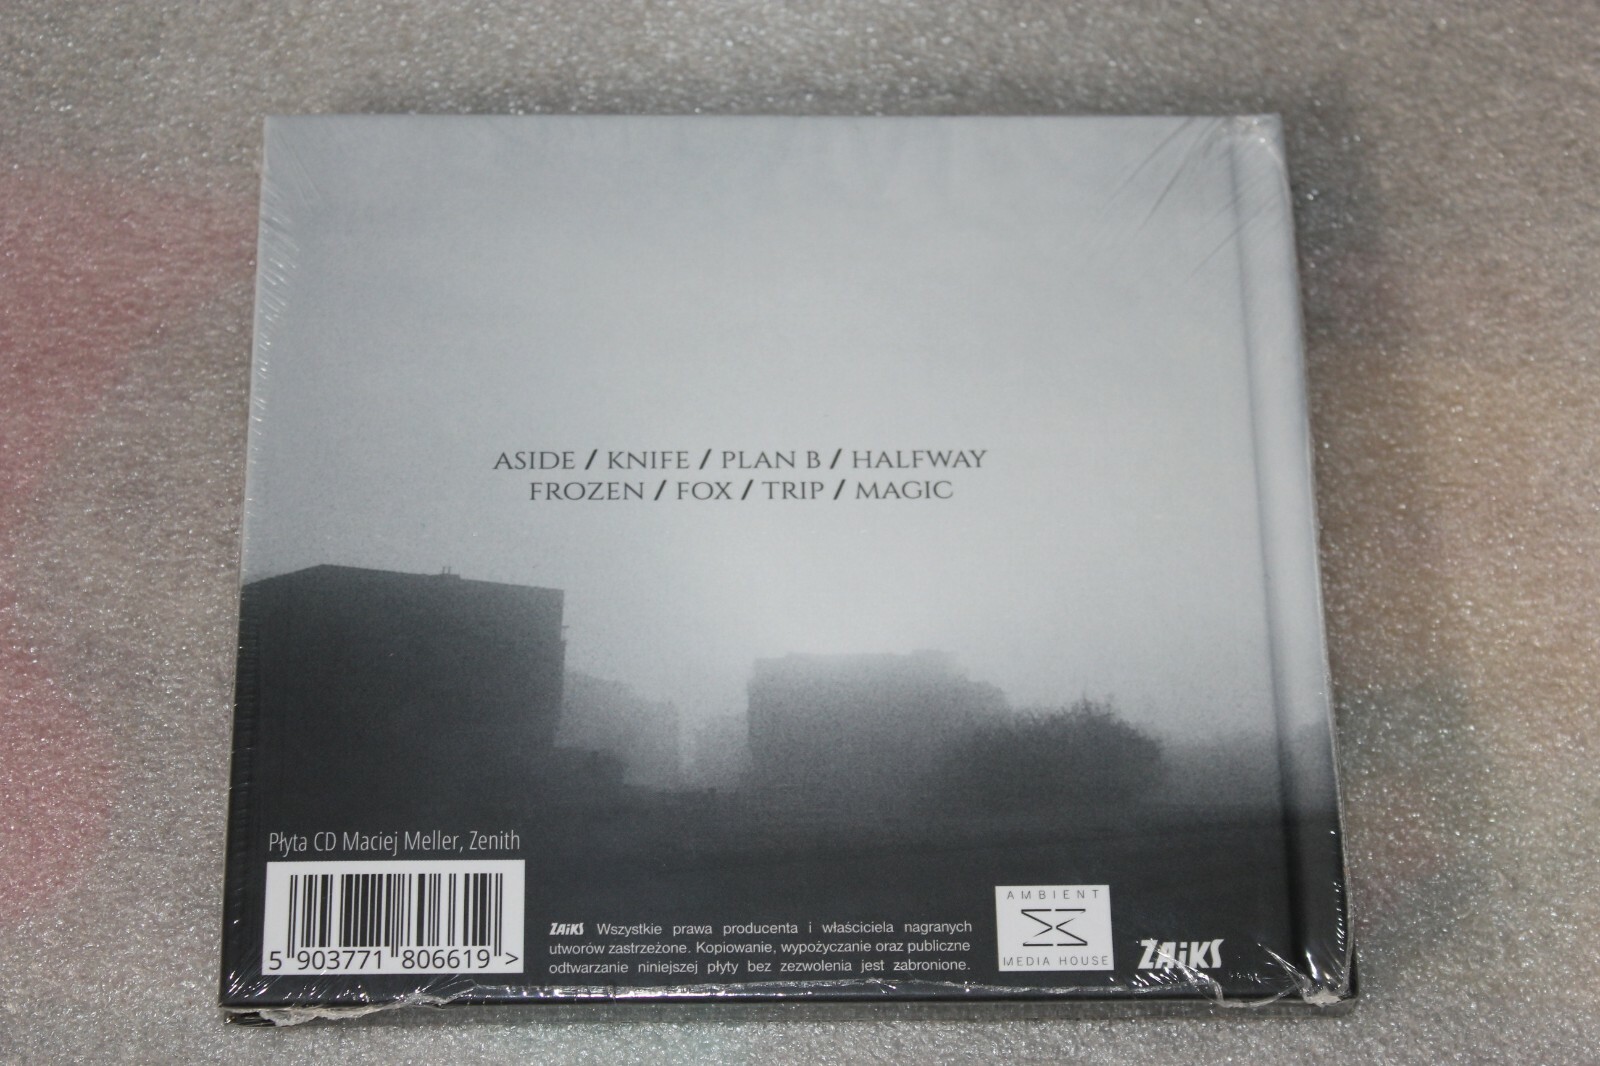 ASIDE / KNIFE / PLAN B / HALFWAY
FROZEN / FOX / TRIP / MAGIC
Płyta CD Maciej Meller, Zenith
5 903771 806619 >
ZAiKS Wszystkie prawa producenta i właściciela nagranych
utworów zastrzeżone. Kopiowanie, wypożyczanie oraz publiczne
odtwarzanie niniejszej płyty bez zezwolenia jest zabronione.
AMBIENT
MEDIA HOUSE
ZAiKS